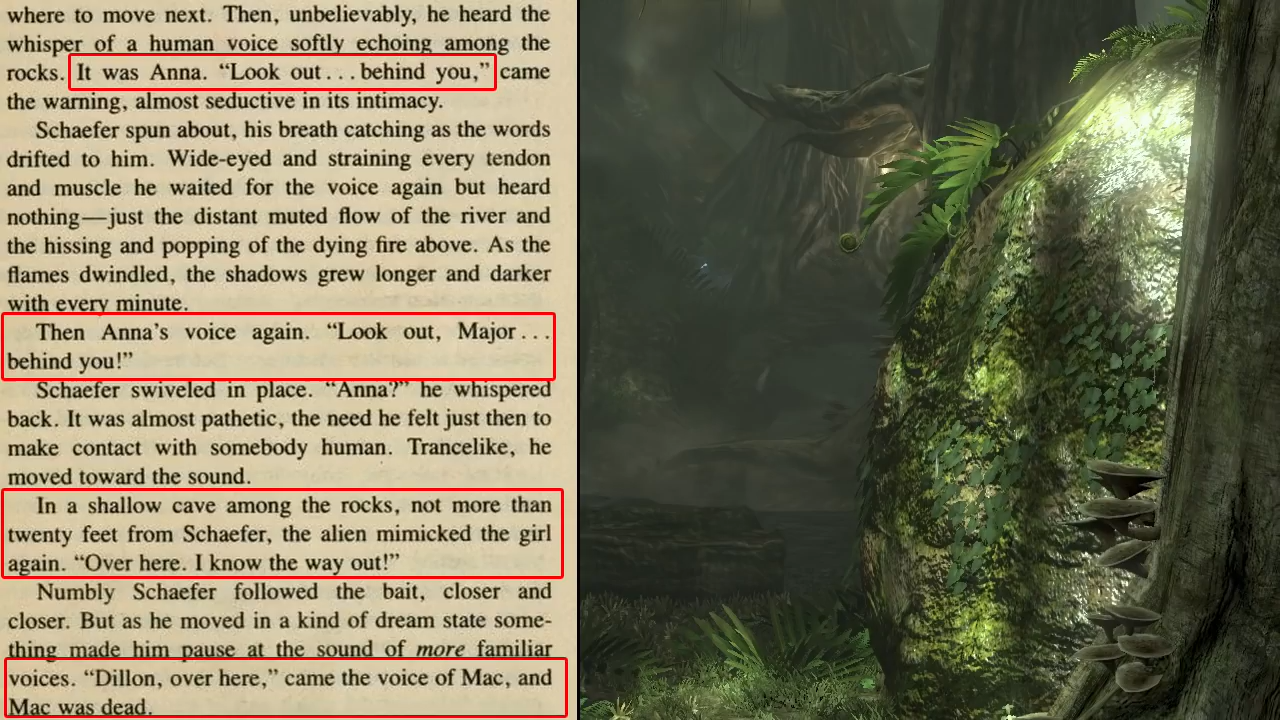 where to move next. Then, unbelievably, he heard the
whisper of a human voice softly echoing among the
rocks. It was Anna. “Look out . . . behind you,” came
the warning, almost seductive in its intimacy.
Schaefer spun about, his breath catching as the words
drifted to him. Wide-eyed and straining every tendon
and muscle he waited for the voice again but heard
nothing—just the distant muted flow of the river and
the hissing and popping of the dying fire above. As the
flames dwindled, the shadows grew longer and darker
with every minute.
Then Anna’s voice again. “Look out, Major . . .
behind you!”
Schaefer swiveled in place. “Anna?” he whispered
back. It was almost pathetic, the need he felt just then to
make contact with somebody human. Trancelike, he
moved toward the sound.
In a shallow cave among the rocks, not more than
twenty feet from Schaefer, the alien mimicked the girl
again. “Over here. I know the way out!”
Numbly Schaefer followed the bait, closer and
closer. But as he moved in a kind of dream state some-
thing made him pause at the sound of more familiar
voices. “Dillon, over here,” came the voice of Mac, and
Mac was dead.